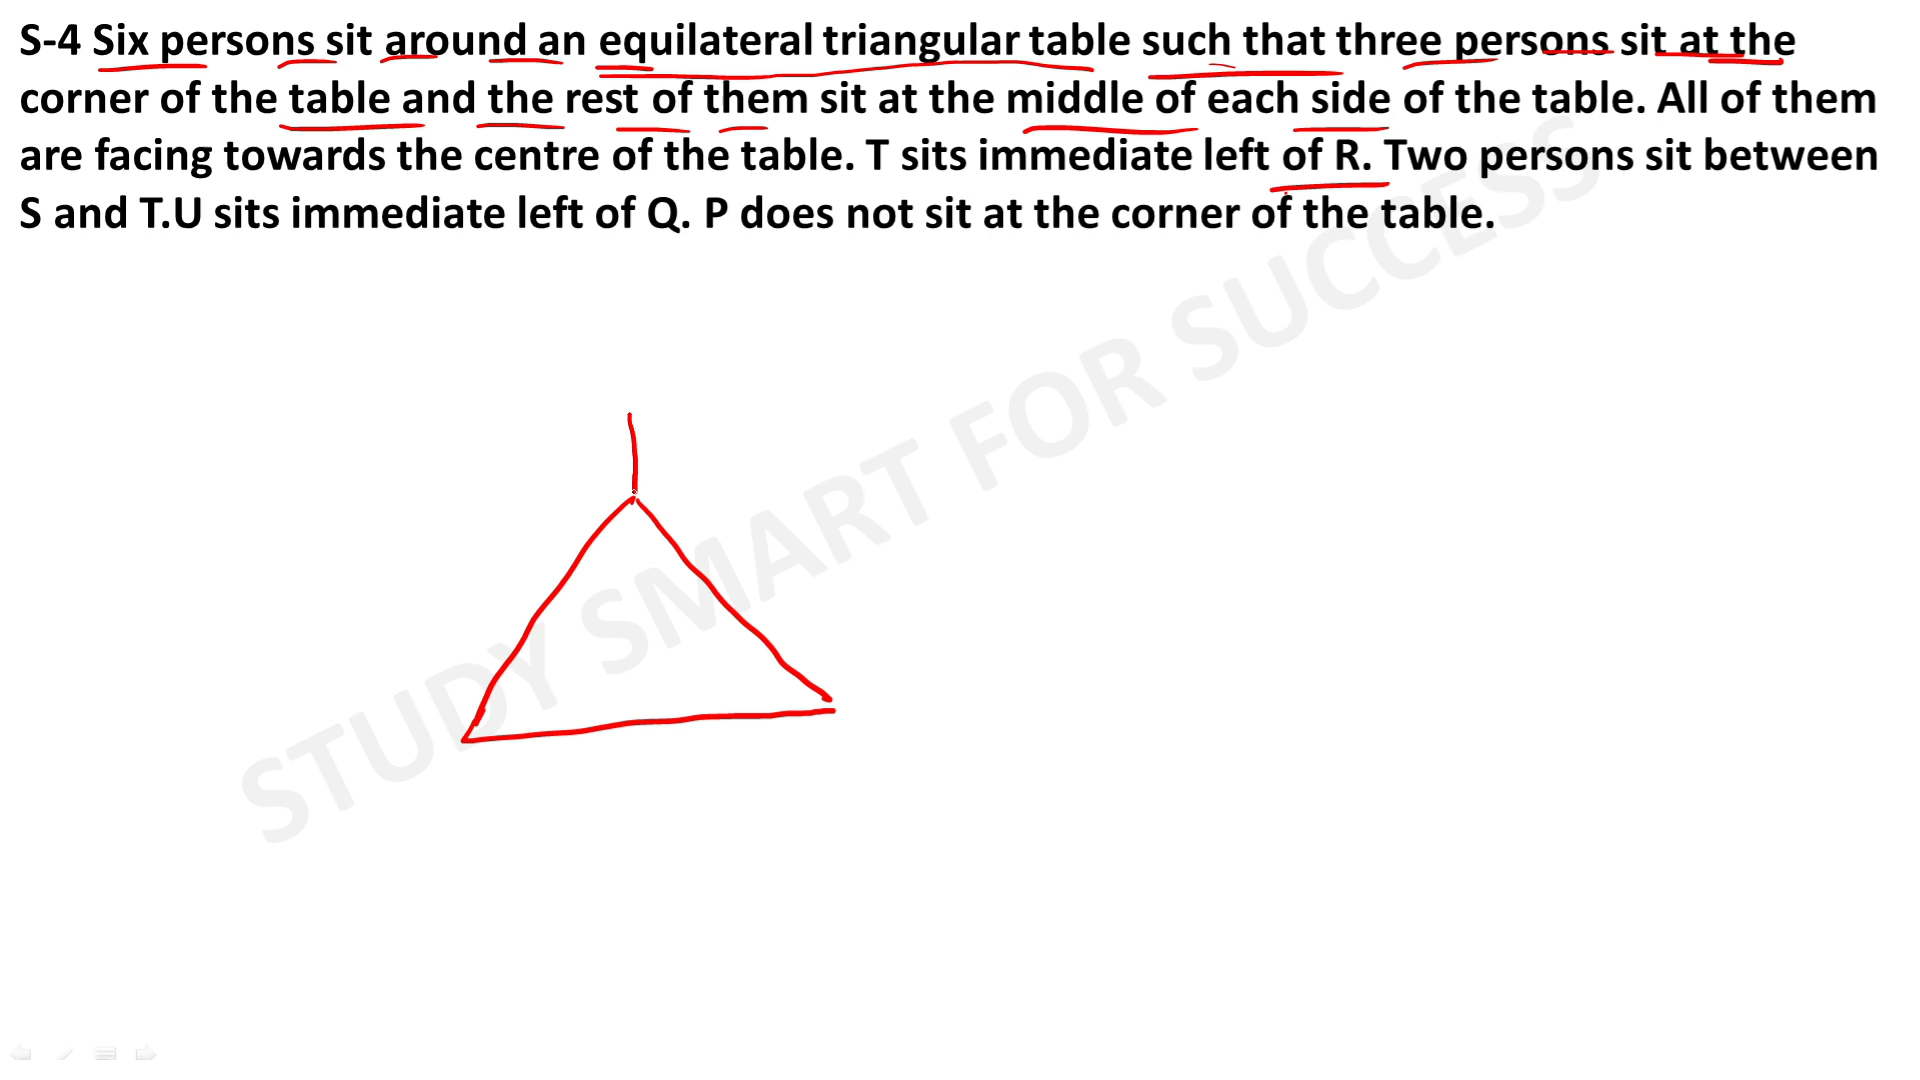 S-4 Six persons sit around an equilateral triangular table such that three persons sit at the
corner of the table and the rest of them sit at the middle of each side of the table. All of them
are facing towards the centre of the table. T sits immediate left of R. Two persons sit between
S and T.U sits immediate left of Q. P does not sit at the corner of the table.
STUDY SMART FOR SUCCESS